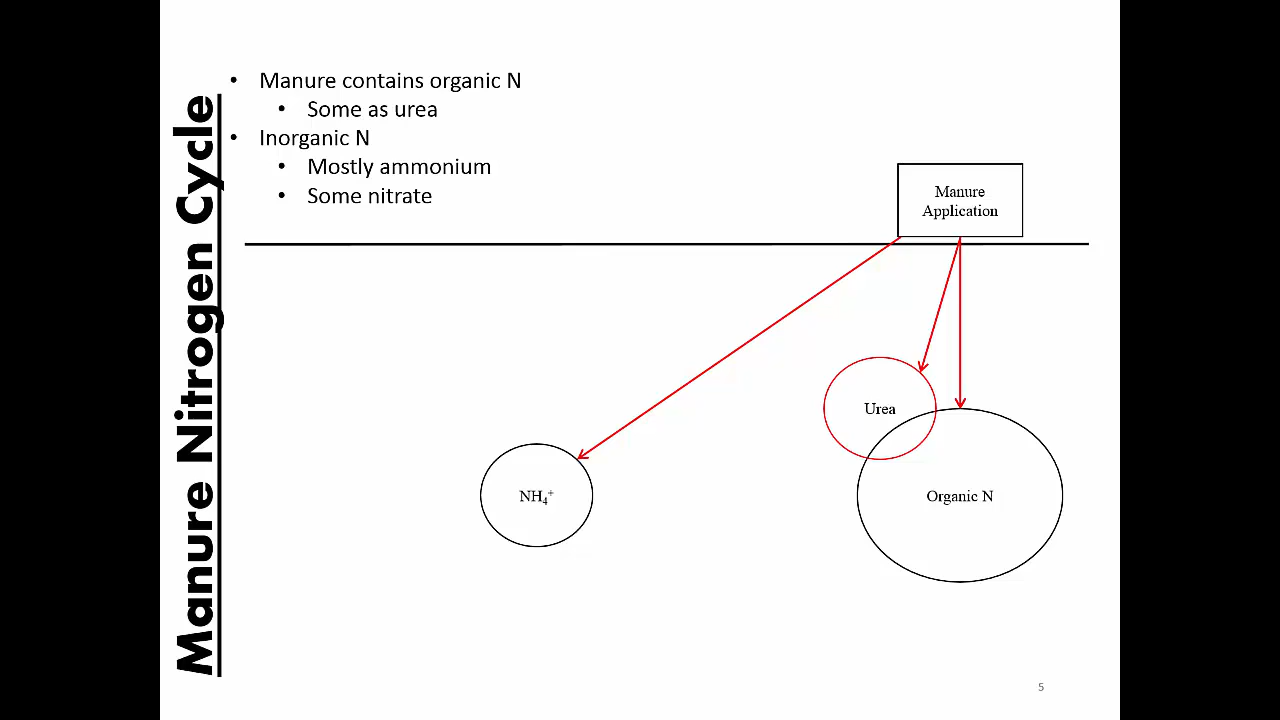 Manure Nitrogen Cycle
• Manure contains organic N
• Some as urea
• Inorganic N
• Mostly ammonium
• Some nitrate
Manure
Application
Urea
NH₄⁺
Organic N
5